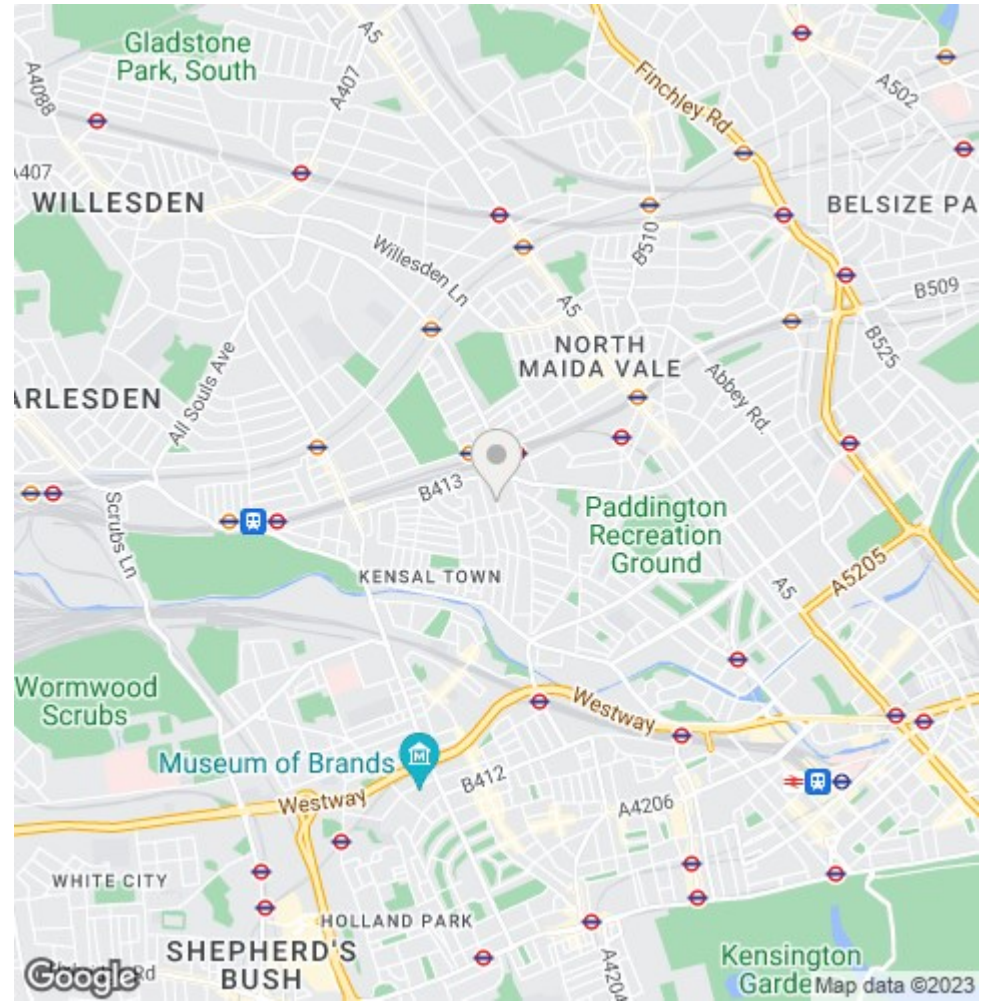 Gladstone
Park, South
A5
A4088
A407
A502
Finchley Rd
A407
WILLESDEN
BELSIZE PA
B510
Willesden Ln
A5
B509
NORTH
MAIDA VALE
B525
ARLESDEN
All Souls Ave
Abbey Rd.
B413
Scrubs Ln
Paddington
Recreation
Ground
KENSAL TOWN
A5
A5205
Wormwood
Scrubs
Westway
Museum of Brands
B412
Westway
A4206
WHITE CITY
HOLLAND PARK
SHEPHERD'S
BUSH
A4204
Kensington
Garde
Google
Rd
Map data ©2023